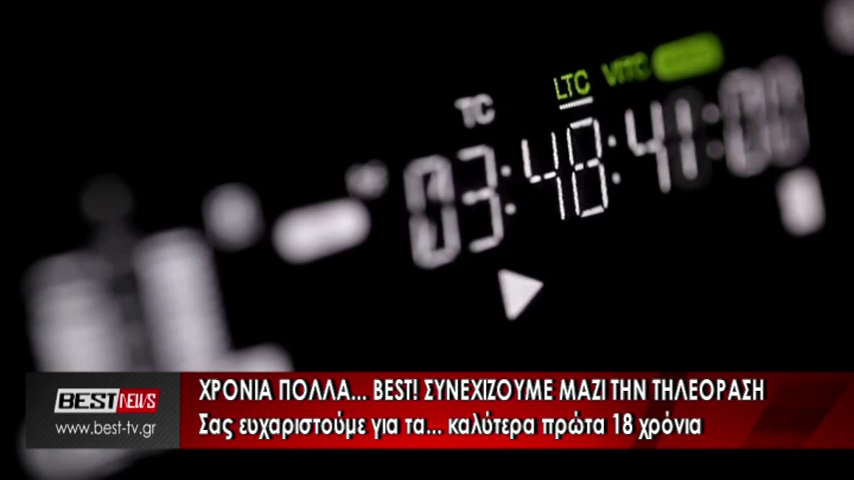 LTC VITC
TC
03:48:41:00
ΧΡΟΝΙΑ ΠΟΛΛΑ... BEST! ΣΥΝΕΧΙΖΟΥΜΕ ΜΑΖΙ ΤΗΝ ΤΗΛΕΟΡΑΣΗ
BEST NEWS
www.best-tv.gr
Σας ευχαριστούμε για τα... καλύτερα πρώτα 18 χρόνια